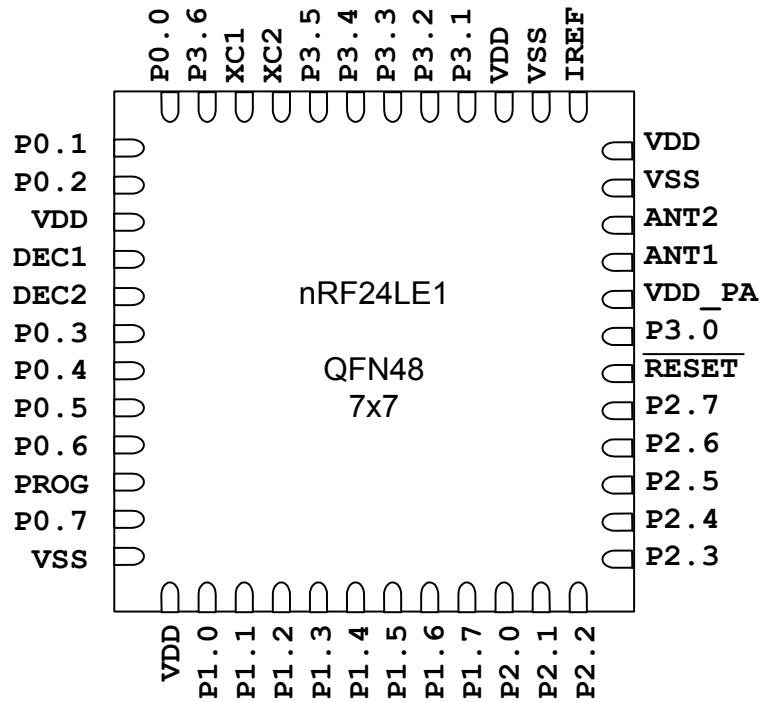 P0.0
P3.6
XC1
XC2
P3.5
P3.4
P3.3
P3.2
P3.1
VDD
VSS
IREF
P0.1
P0.2
VDD
DEC1
DEC2
P0.3
P0.4
P0.5
P0.6
PROG
P0.7
VSS
nRF24LE1
QFN48
7x7
VDD
VSS
ANT2
ANT1
VDD_PA
P3.0
RESET
P2.7
P2.6
P2.5
P2.4
P2.3
VDD
P1.0
P1.1
P1.2
P1.3
P1.4
P1.5
P1.6
P1.7
P2.0
P2.1
P2.2